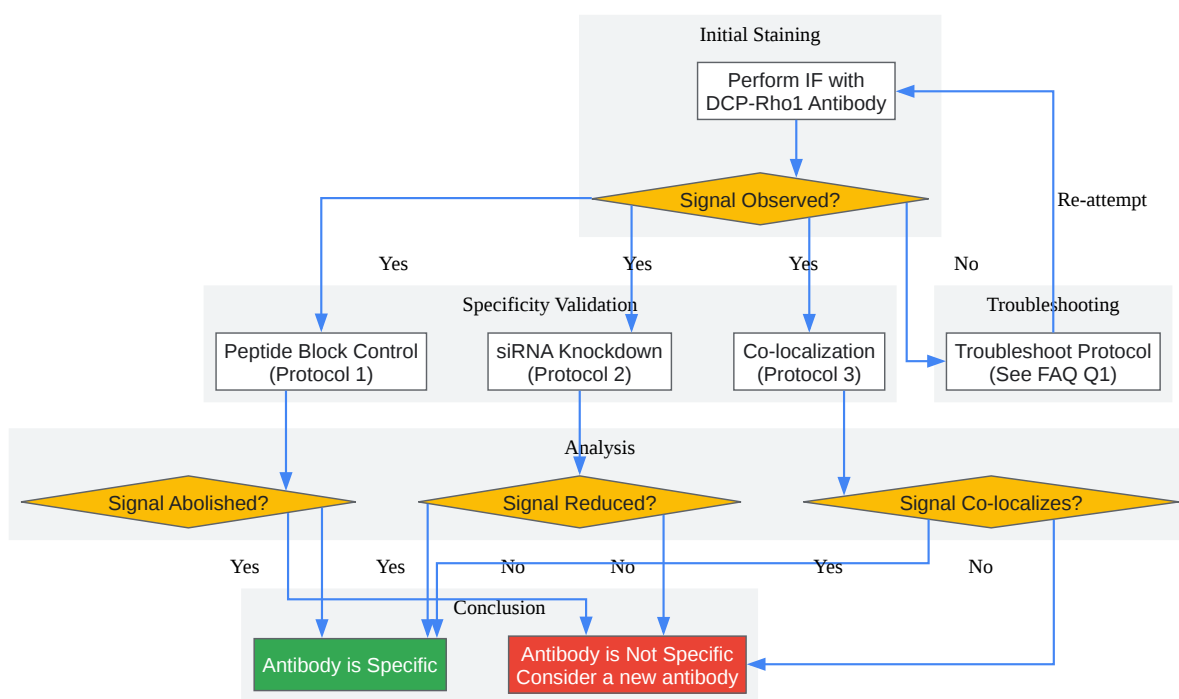 Initial Staining
Perform IF with
DCP-Rho1 Antibody
Signal Observed?
Re-attempt
Yes
Yes
Yes
No
Specificity Validation
Troubleshooting
Peptide Block Control
(Protocol 1)
siRNA Knockdown
(Protocol 2)
Co-localization
(Protocol 3)
Troubleshoot Protocol
(See FAQ Q1)
Analysis
Signal Abolished?
Signal Reduced?
Signal Co-localizes?
Yes
Yes
No
No
Yes
No
Conclusion
Antibody is Specific
Antibody is Not Specific
Consider a new antibody